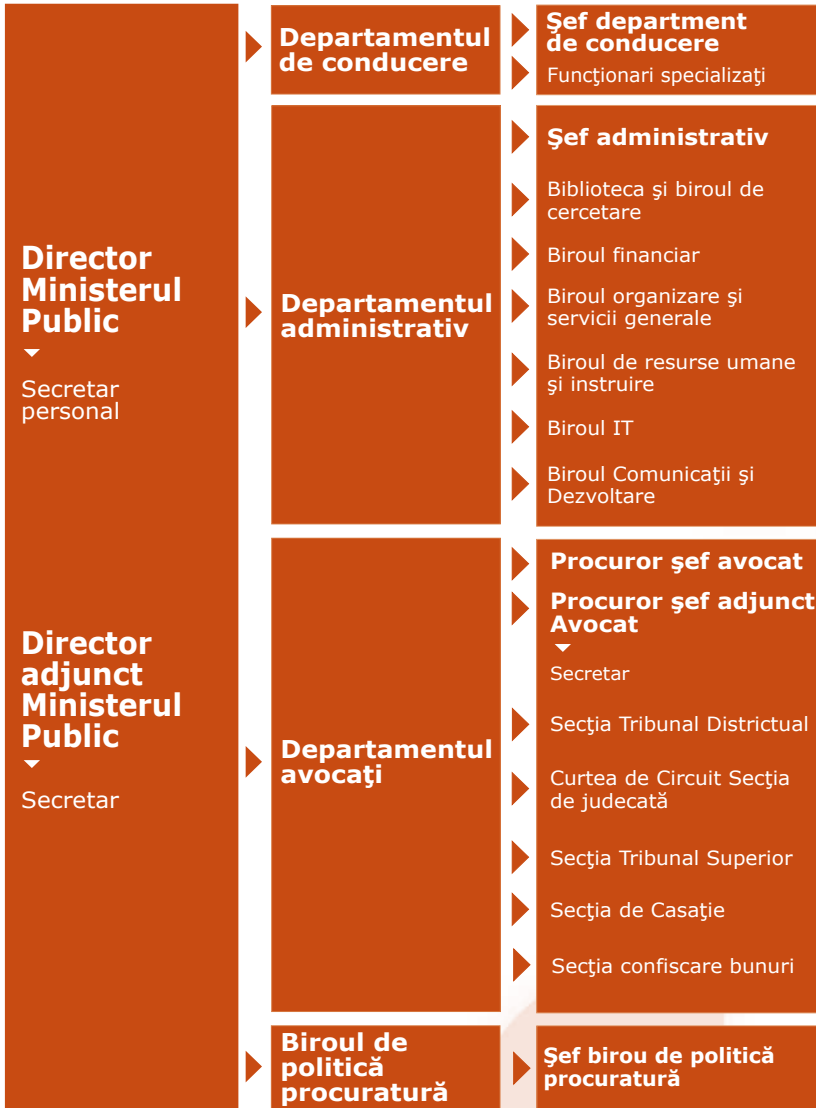 Director
Ministerul
Public
Secretar
personal
Director
adjunct
Ministerul
Public
Secretar
Departamentul
de conducere
Şef department
de conducere
Funcţionari specializaţi
Departamentul
administrativ
Şef administrativ
Biblioteca şi biroul de
cercetare
Biroul financiar
Biroul organizare şi
servicii generale
Biroul de resurse umane
şi instruire
Biroul IT
Biroul Comunicaţii şi
Dezvoltare
Departamentul
avocaţi
Procuror şef avocat
Procuror şef adjunct
Avocat
Secretar
Secţia Tribunal Districtual
Curtea de Circuit Secţia
de judecată
Secţia Tribunal Superior
Secţia de Casaţie
Secţia confiscare bunuri
Biroul de
politică
procuratură
Şef birou de politică
procuratură